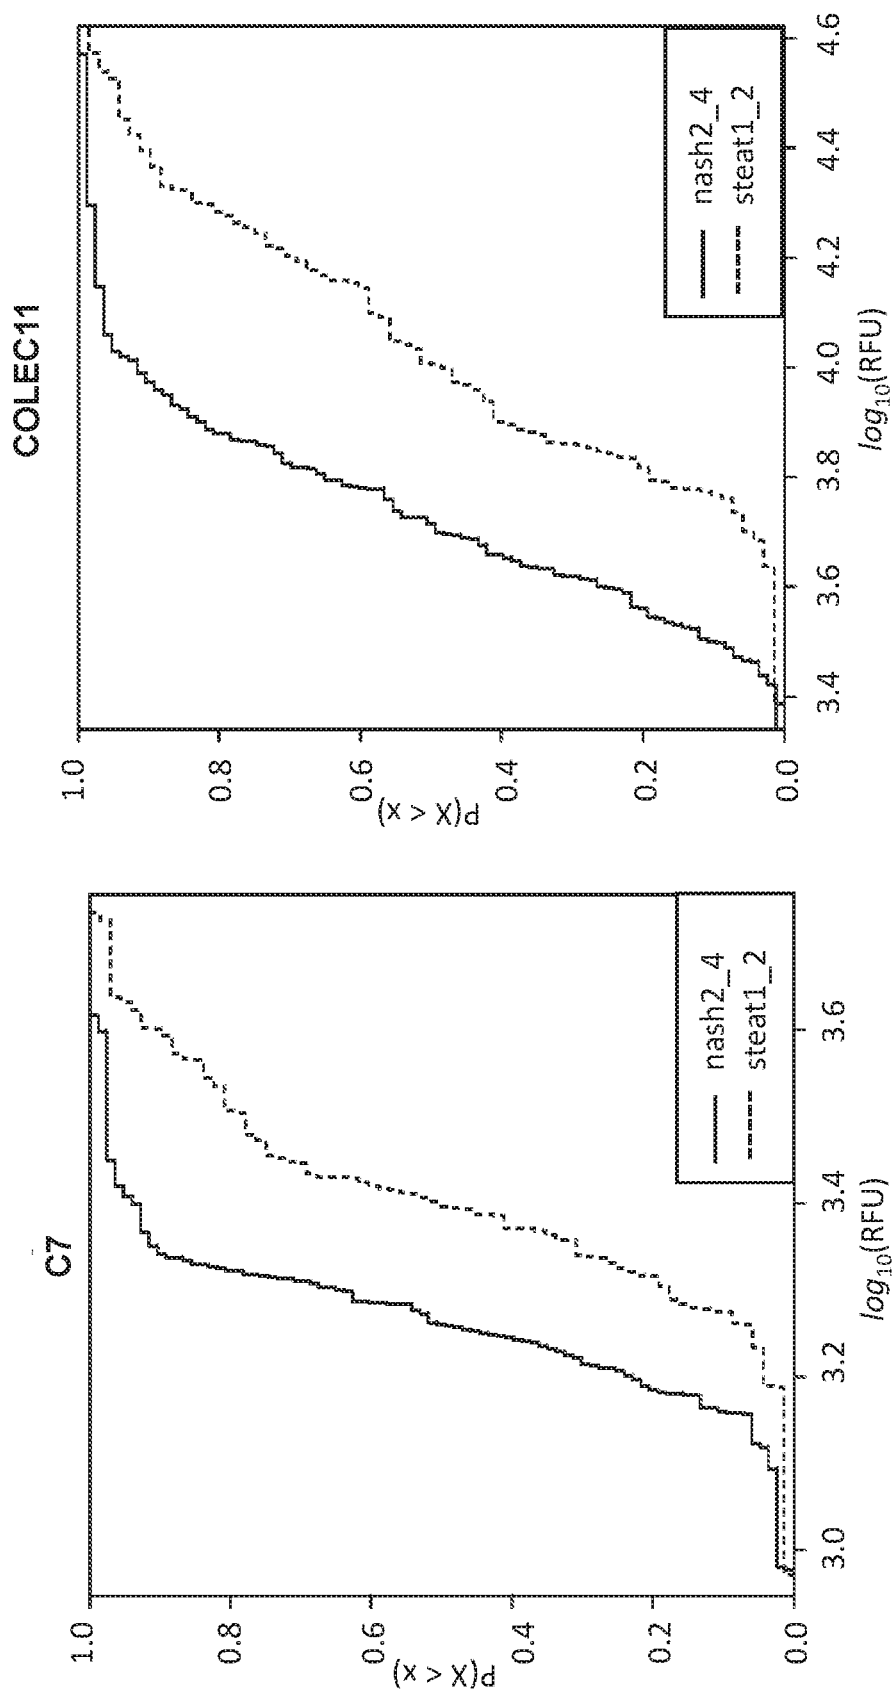 C7
P(X < x)
1.0
0.8
0.6
0.4
0.2
0.0
3.0
3.2
3.4
3.6
log10(RFU)
nash2_4
steat1_2
COLEC11
P(X < x)
1.0
0.8
0.6
0.4
0.2
0.0
3.4
3.6
3.8
4.0
4.2
4.4
4.6
log10(RFU)
nash2_4
steat1_2